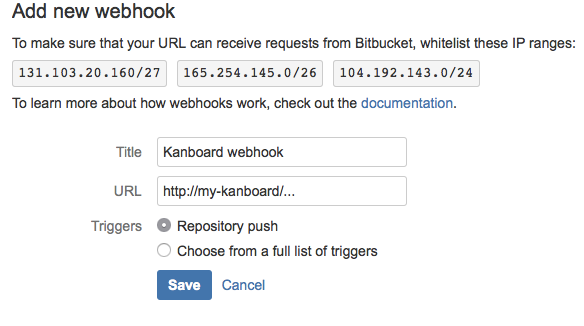 Add new webhook
To make sure that your URL can receive requests from Bitbucket, whitelist these IP ranges:
131.103.20.160/27 165.254.145.0/26 104.192.143.0/24
To learn more about how webhooks work, check out the documentation.
Title Kanboard webhook
URL http://my-kanboard/...
Triggers Repository push
Choose from a full list of triggers
Save Cancel